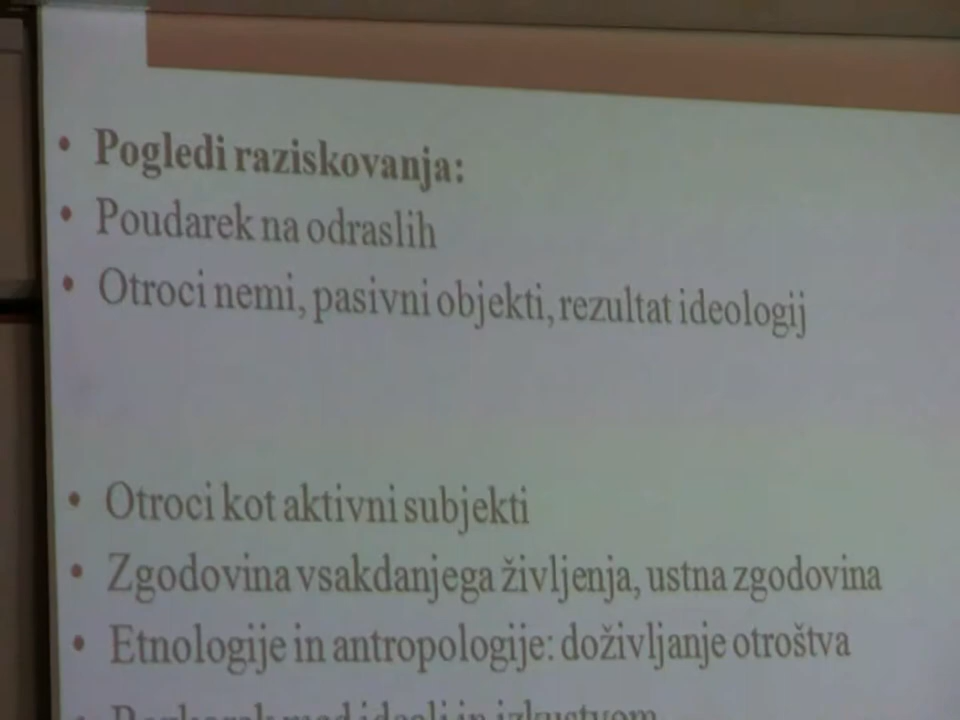 Pogledi raziskovanja:
Poudarek na odraslih
Otroci nemi, pasivni objekti, rezultat ideologij
Otroci kot aktivni subjekti
Zgodovina vsakdanjega življenja, ustna zgodovina
Etnologije in antropologije: doživljanje otroštva